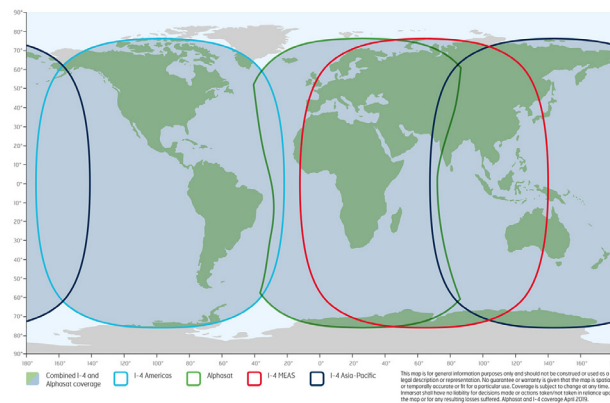 90°
80°
70°
60°
50°
40°
30°
20°
10°
0°
10°
20°
30°
40°
50°
60°
70°
80°
90°
180° 160° 140° 120° 100° 80° 60° 40° 20° 0° 20° 40° 60° 80° 100° 120° 140° 16
Combined I-4 and
Alphasat coverage
I-4 Americas
Alphasat
I-4 MEAS
I-4 Asia-Pacific
This map is for general information purposes only and should not be construed or used as a
legal description or representation. No guarantee or warranty is given that the map is spatia
or temporally accurate or fit for a particular use. Coverage is subject to change at any time.
Inmarsat shall have no liability for decisions made or actions taken/not taken in reliance upo
the map or for any resulting losses suffered. Alphasat and I-4 coverage April 2019.